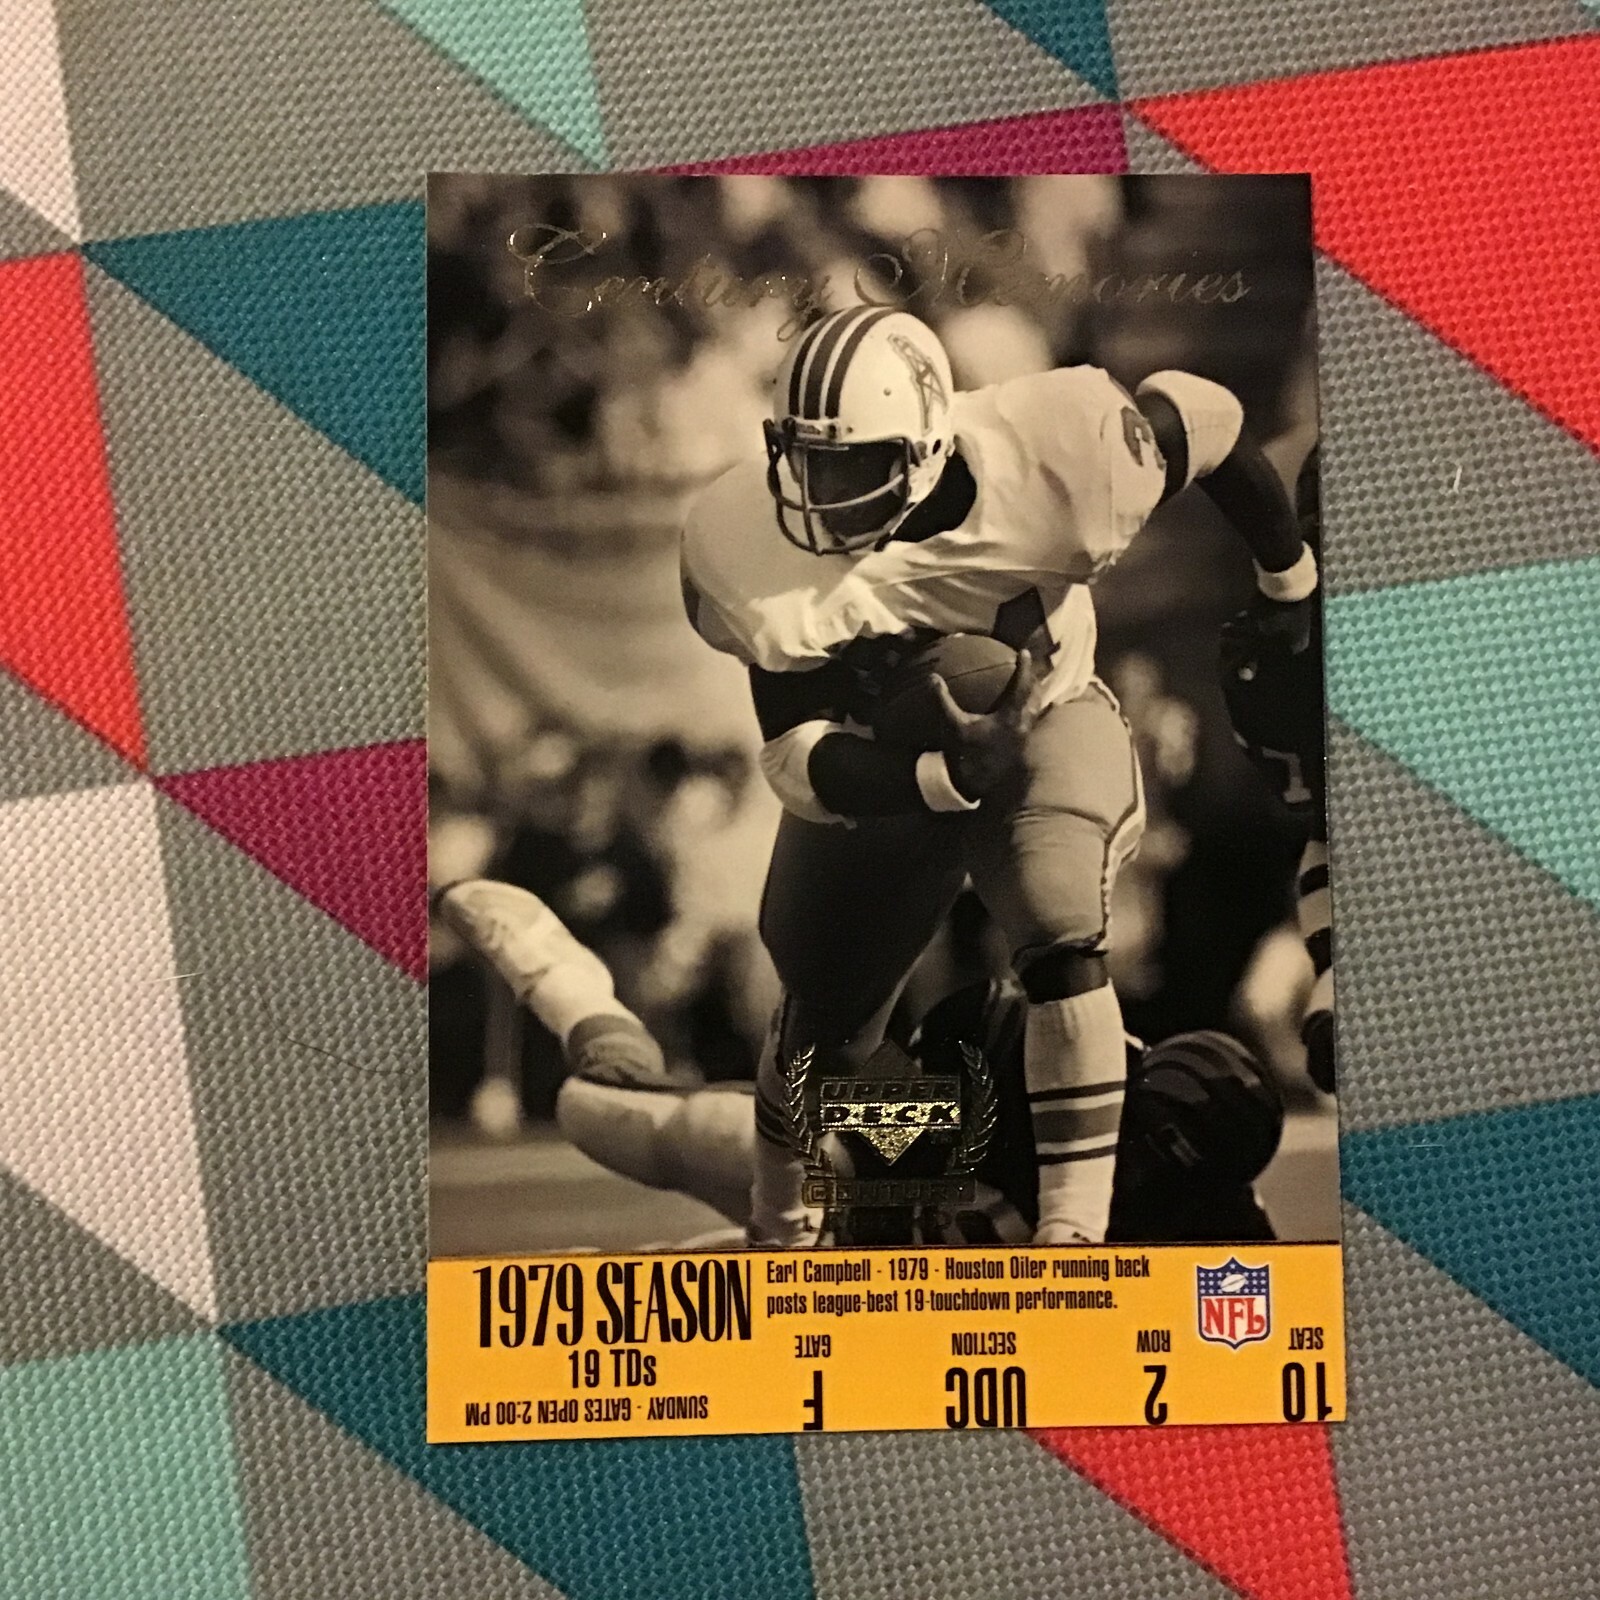 Century Memories
UPPER
DECK
CENTURY
LEGENDS
1979 SEASON
19 TDs
Earl Campbell - 1979 - Houston Oiler running back
posts league-best 19-touchdown performance.
NFL
SUNDAY - GATES OPEN 2:00 PM
GATE
F
SECTION
UDC
ROW
2
SEAT
10